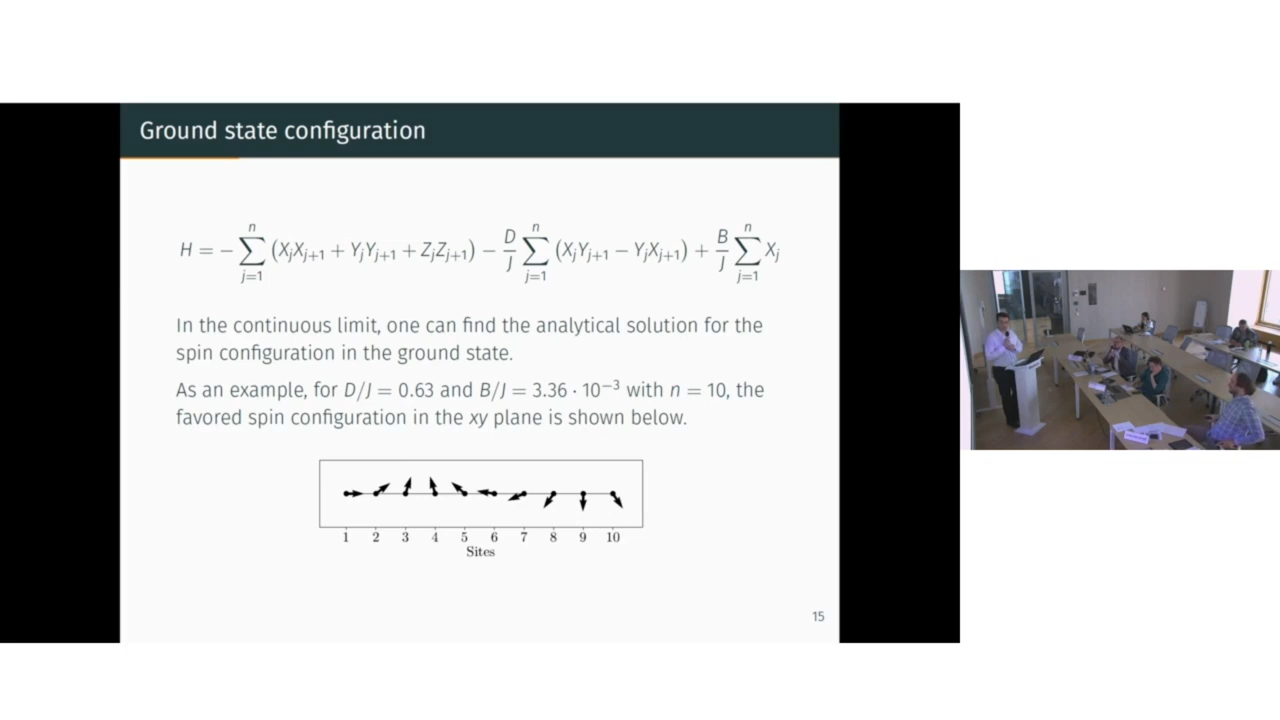 Ground state configuration
H = − ∑_{j=1}^{n} (X_jX_{j+1} + Y_jY_{j+1} + Z_jZ_{j+1}) − D/J ∑_{j=1}^{n} (X_jY_{j+1} − Y_jX_{j+1}) + B/J ∑_{j=1}^{n} X_j
In the continuous limit, one can find the analytical solution for the
spin configuration in the ground state.
As an example, for D/J = 0.63 and B/J = 3.36 · 10⁻³ with n = 10, the
favored spin configuration in the xy plane is shown below.
1 2 3 4 5 6 7 8 9 10
Sites
15